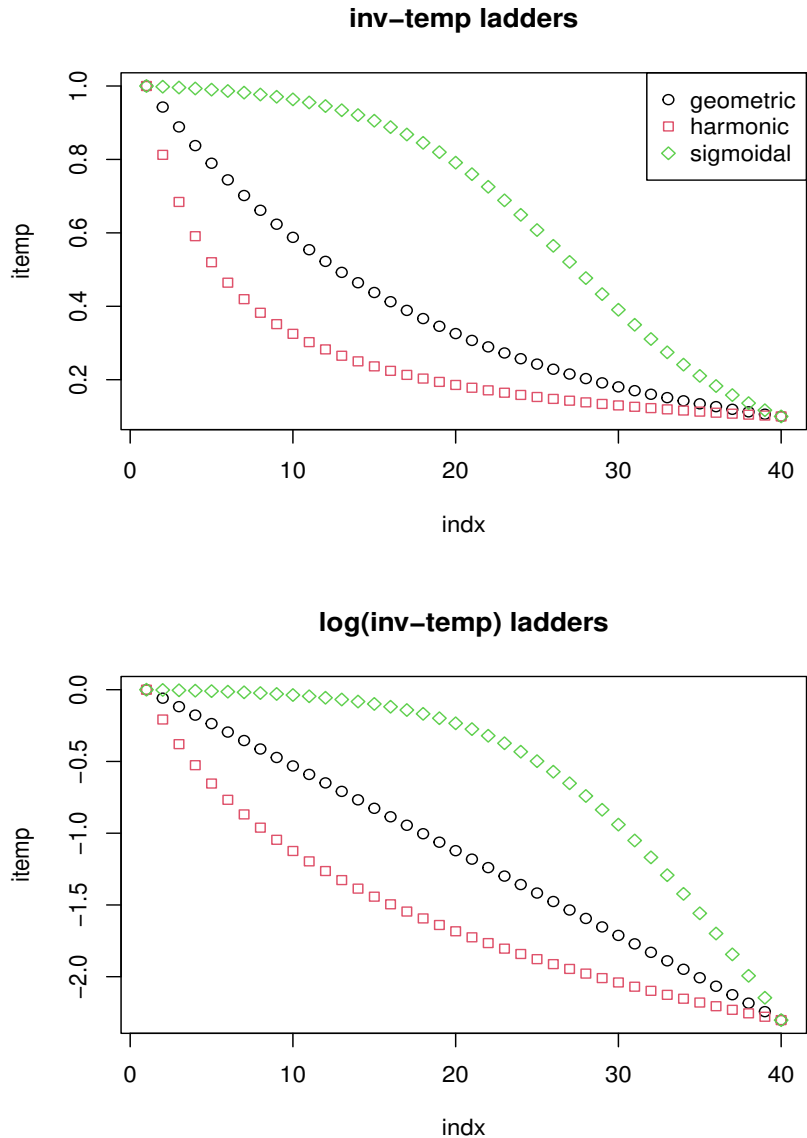 inv−temp ladders
1.0
0.8
0.6
0.4
0.2
itemp
geometric
harmonic
sigmoidal
0 10 20 30 40
indx
log(inv−temp) ladders
0.0
−0.5
−1.0
−1.5
−2.0
itemp
0 10 20 30 40
indx